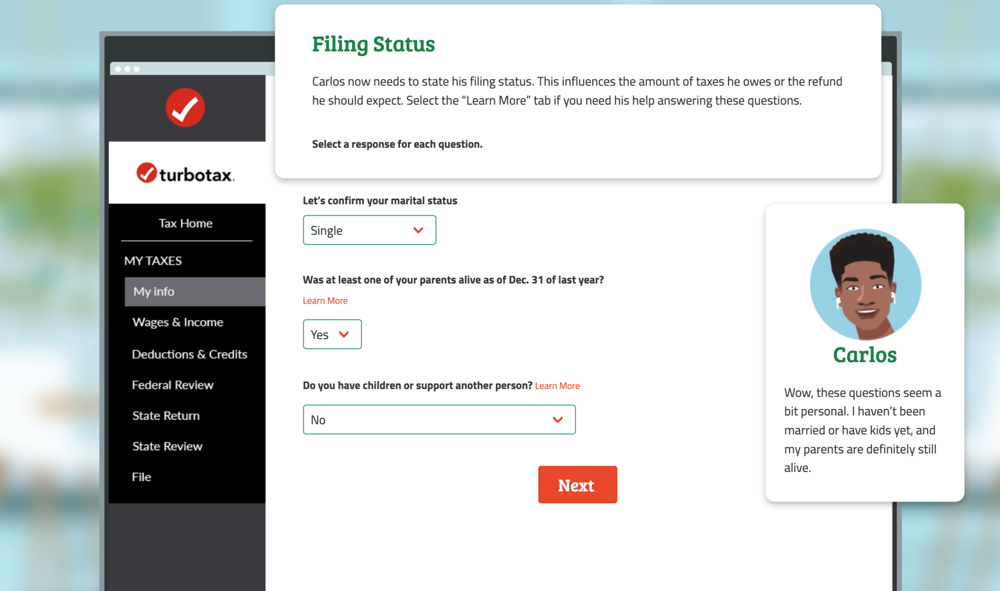 Filing Status
Carlos now needs to state his filing status. This influences the amount of taxes he owes or the refund
he should expect. Select the “Learn More” tab if you need his help answering these questions.
Select a response for each question.
turbotax.
Tax Home
MY TAXES
My info
Wages & Income
Deductions & Credits
Federal Review
State Return
State Review
File
Let’s confirm your marital status
Single
Was at least one of your parents alive as of Dec. 31 of last year?
Learn More
Yes
Do you have children or support another person? Learn More
No
Next
Carlos
Wow, these questions seem a
bit personal. I haven’t been
married or have kids yet, and
my parents are definitely still
alive.